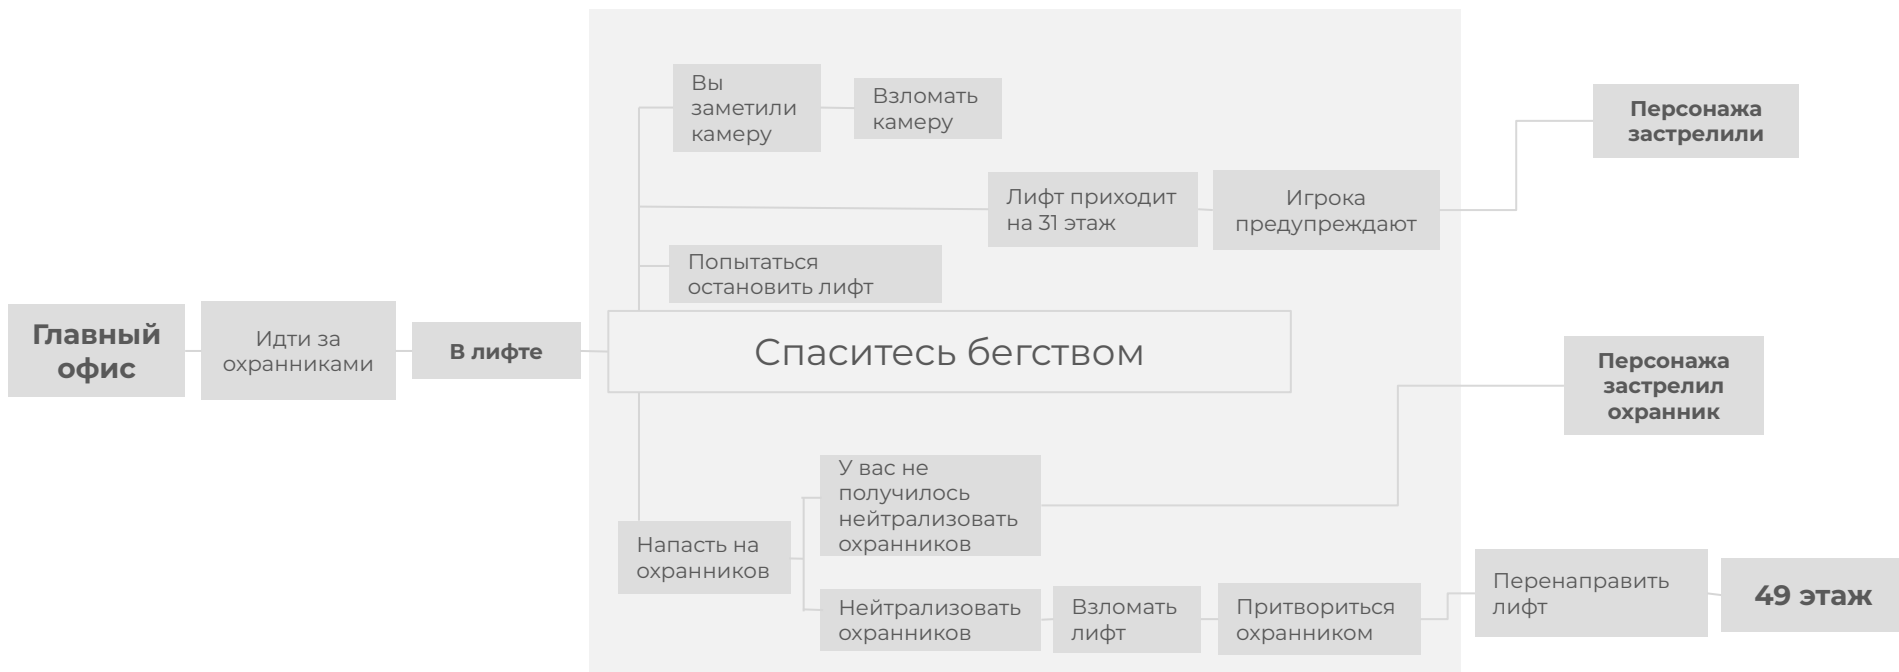 Вы
заметили
камеру
Взломать
камеру
Персонажа
застрелили
Лифт приходит
на 31 этаж
Игрока
предупреждают
Попытаться
остановить лифт
Главный
офис
Идти за
охранниками
В лифте
Спаситесь бегством
Персонажа
застрелил
охранник
У вас не
получилось
нейтрализовать
охранников
Напасть на
охранников
Нейтрализовать
охранников
Взломать
лифт
Притвориться
охранником
Перенаправить
лифт
49 этаж